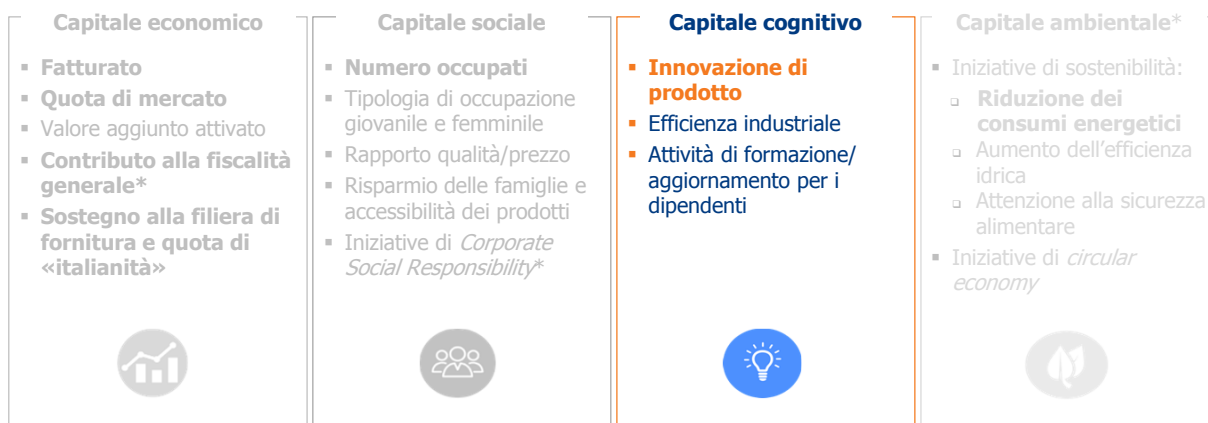 Capitale economico
Fatturato
Quota di mercato
Valore aggiunto attivato
Contributo alla fiscalità
generale*
Sostegno alla filiera di
fornitura e quota di
«italianità»
Capitale sociale
Numero occupati
Tipologia di occupazione
giovanile e femminile
Rapporto qualità/prezzo
Risparmio delle famiglie e
accessibilità dei prodotti
Iniziative di Corporate
Social Responsibility*
Capitale cognitivo
Innovazione di
prodotto
Efficienza industriale
Attività di formazione/
aggiornamento per i
dipendenti
Capitale ambientale*
Iniziative di sostenibilità:
Riduzione dei
consumi energetici
Aumento dell'efficienza
idrica
Attenzione alla sicurezza
alimentare
Iniziative di circular
economy